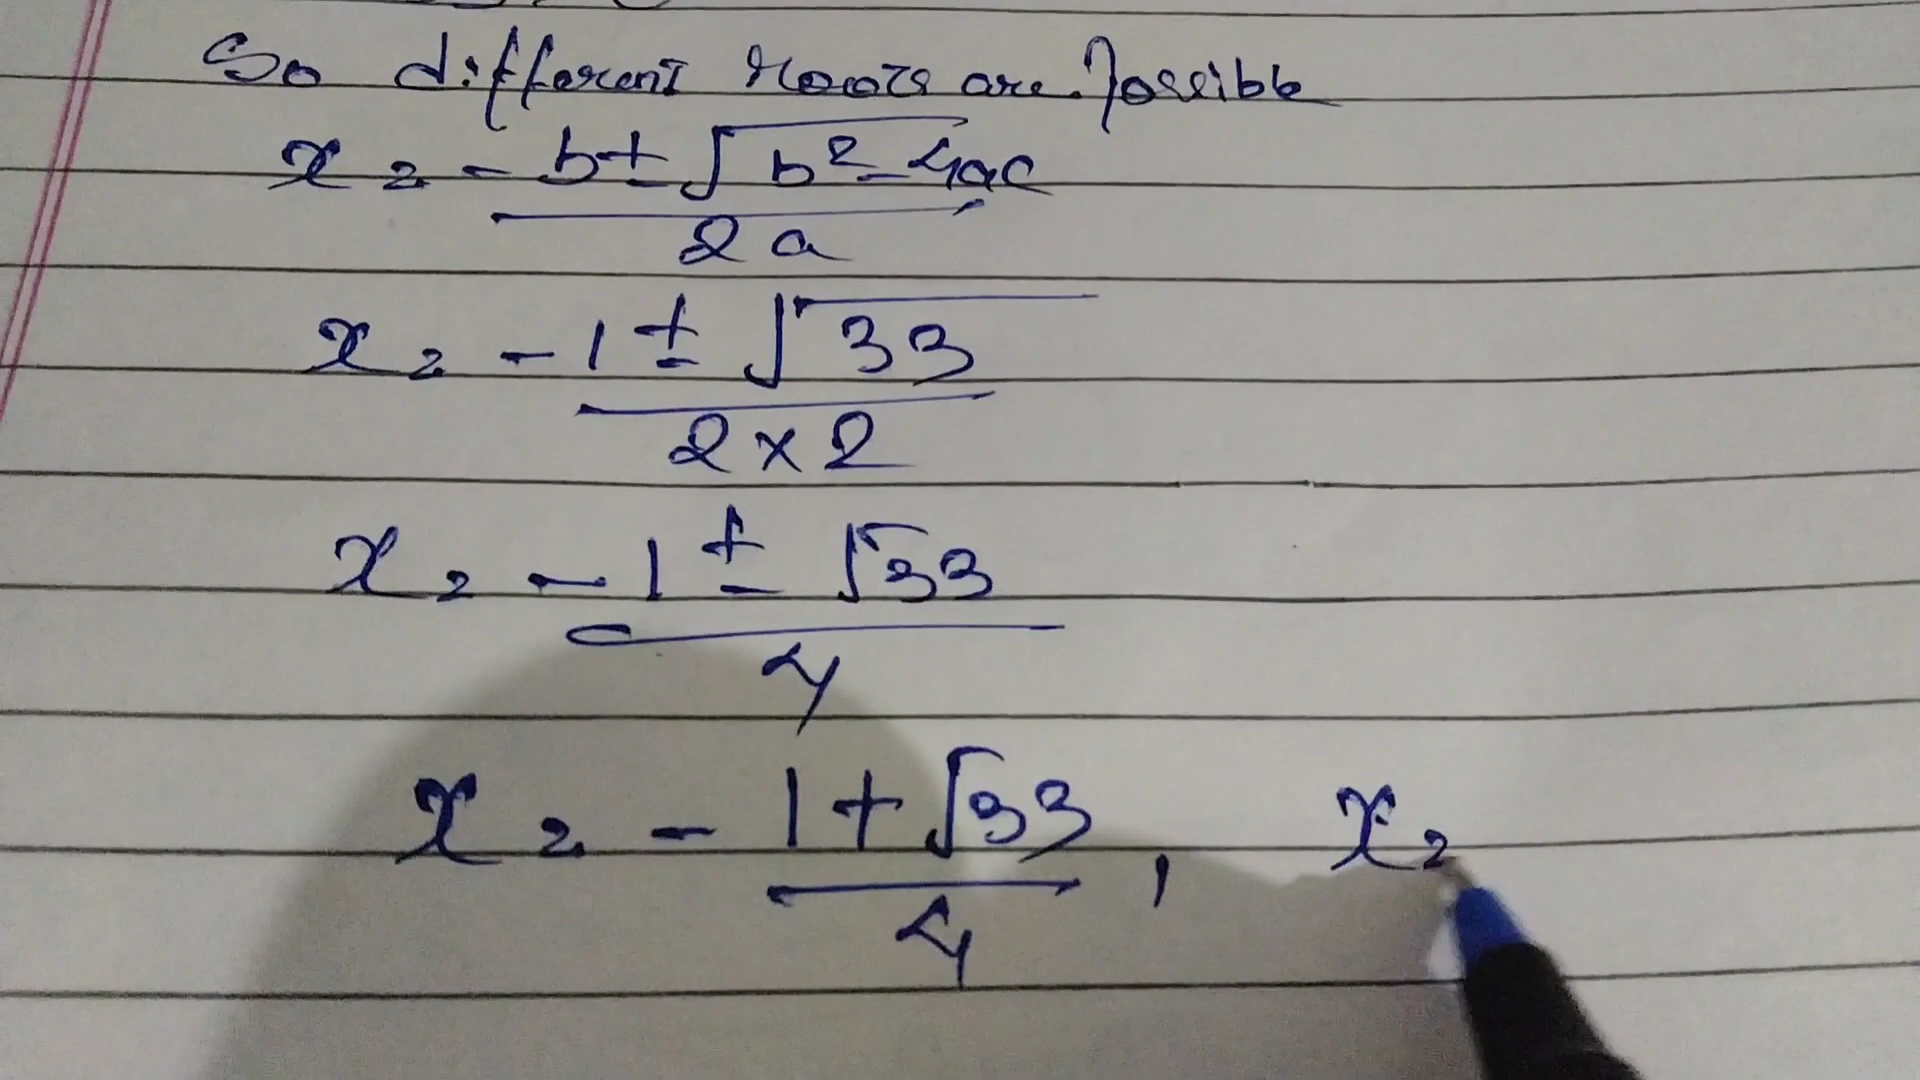 So different roots are possible
x = -b ± √b² - 4ac
2a
x = -1 ± √33
2 × 2
x = -1 ± √33
4
x = -1 + √33 , x =
4